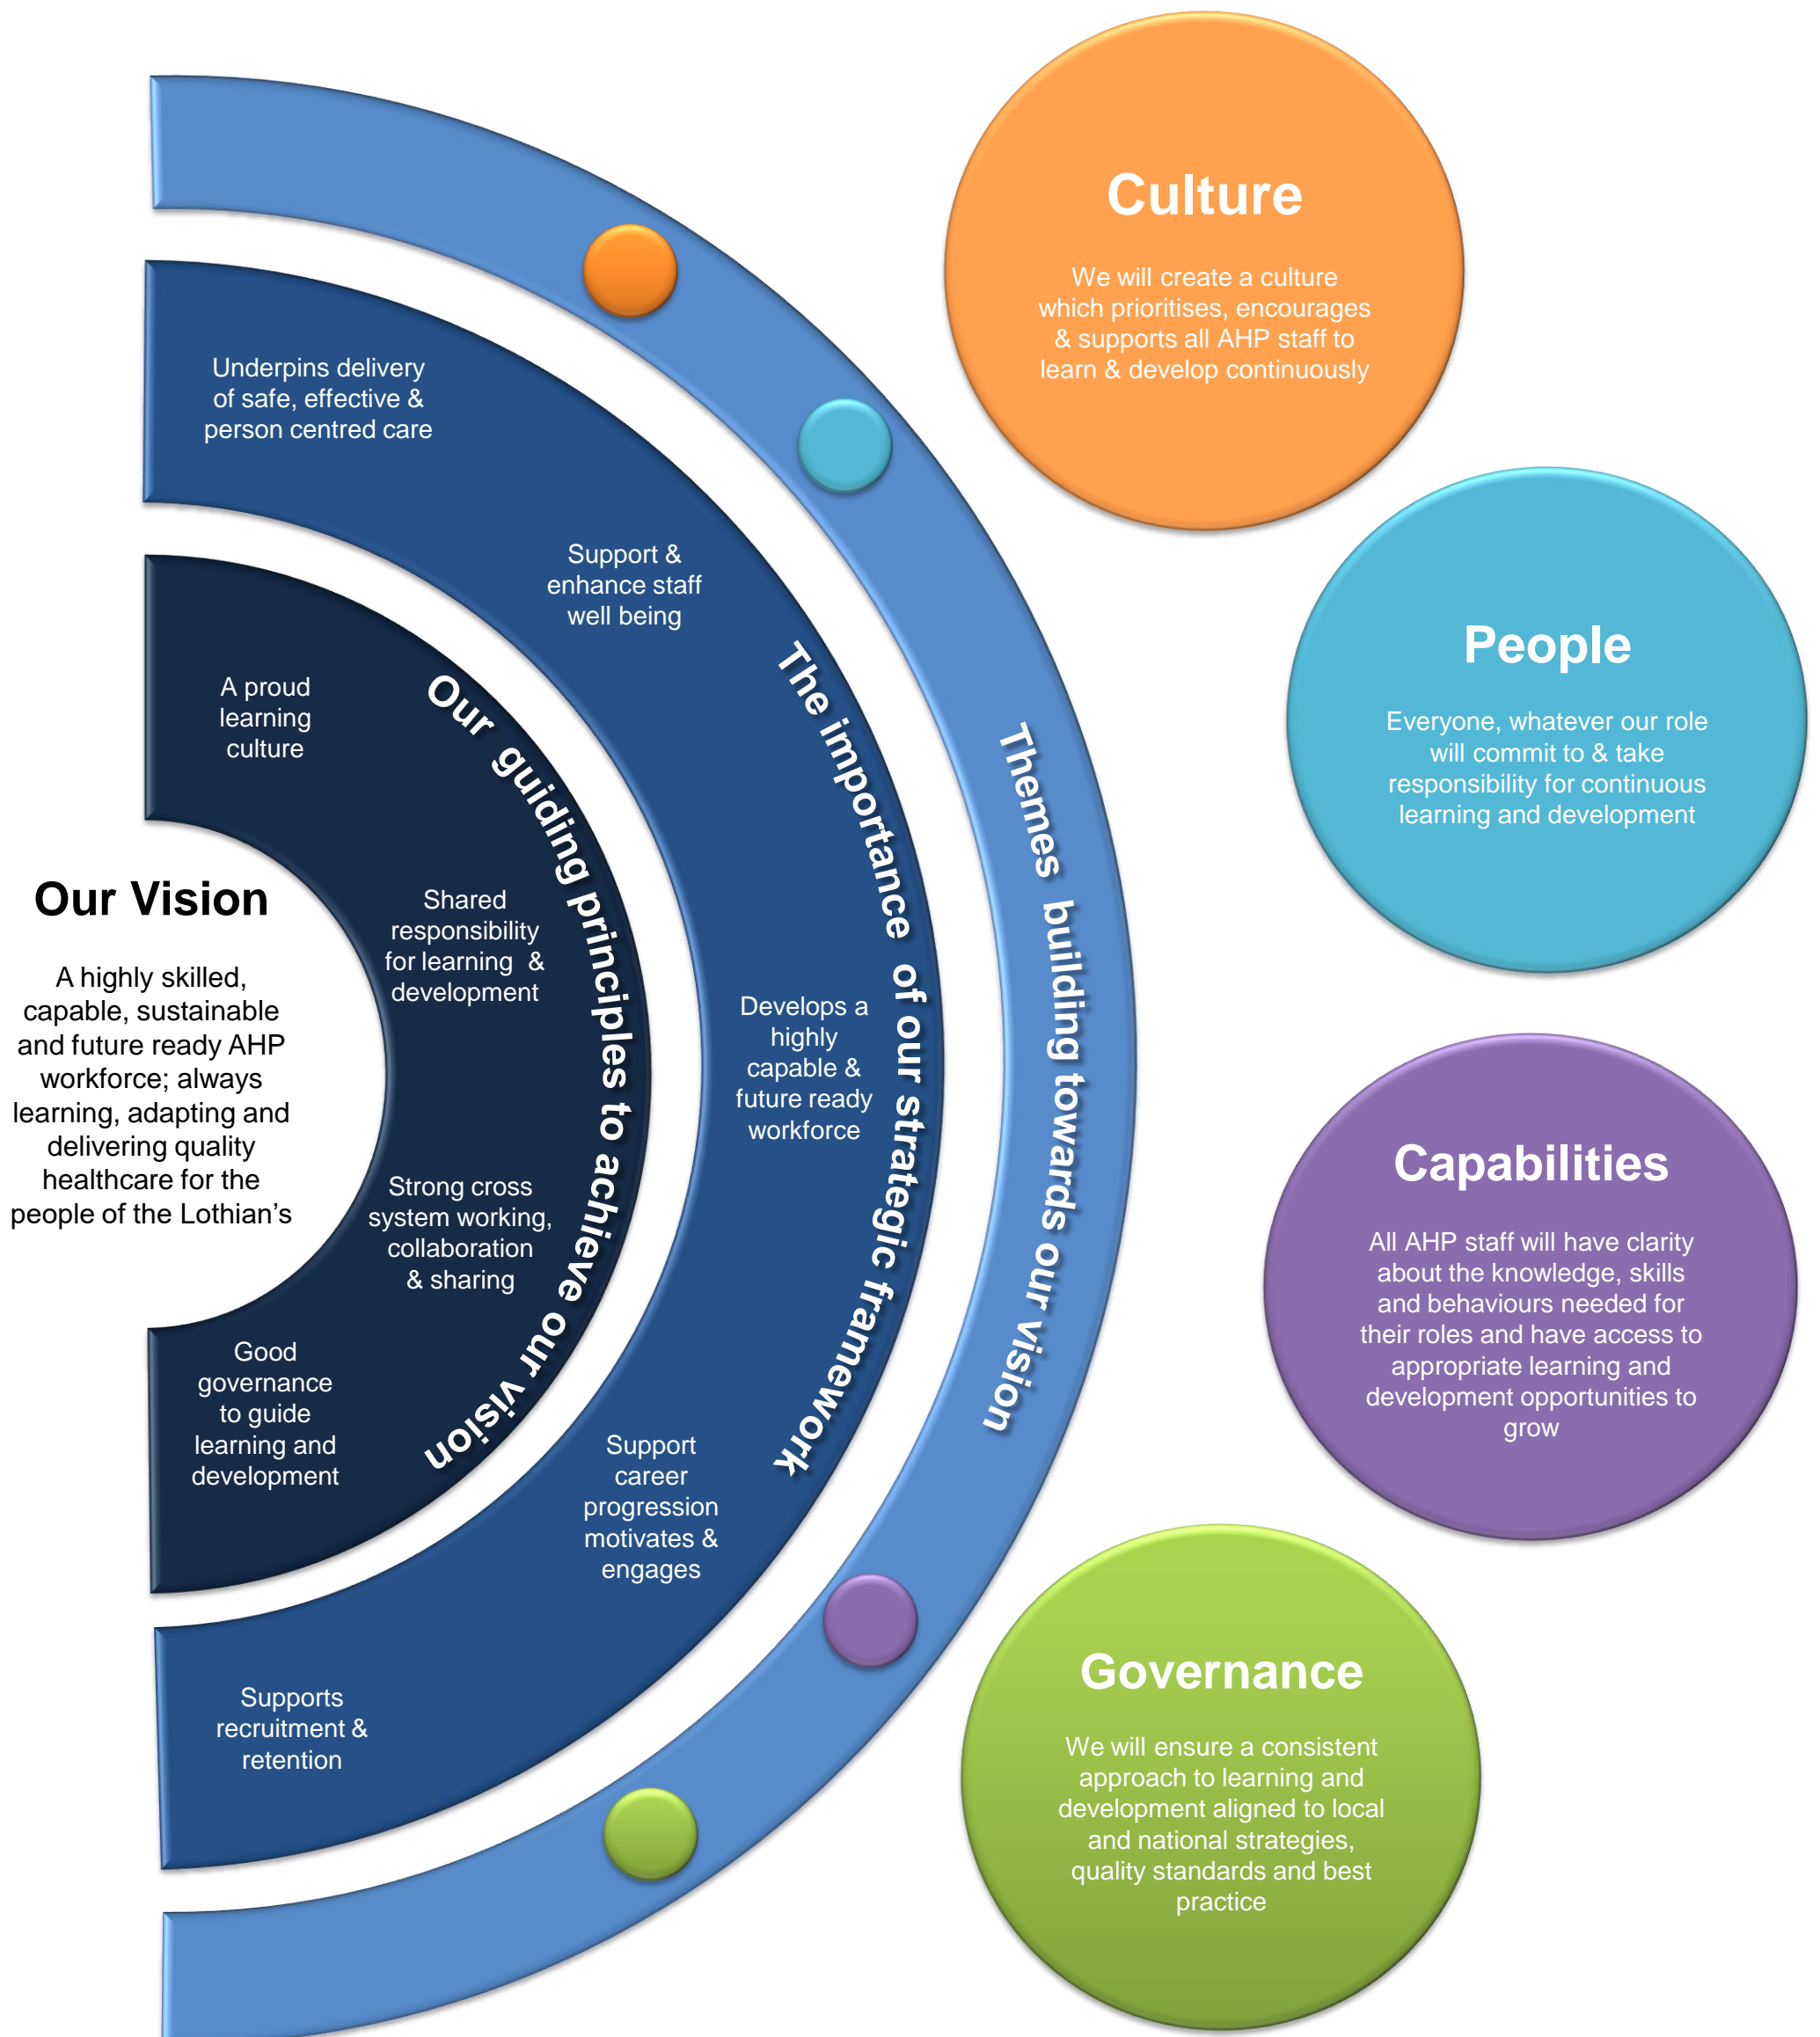 Our Vision
A highly skilled,
capable, sustainable
and future ready AHP
workforce; always
learning, adapting and
delivering quality
healthcare for the
people of the Lothian’s
Our guiding principles to achieve our vision
A proud
learning
culture
Shared
responsibility
for learning &
development
Strong cross
system working,
collaboration
& sharing
Good
governance
to guide
learning and
development
The importance of our strategic framework
Underpins delivery
of safe, effective &
person centred care
Support &
enhance staff
well being
Develops a
highly
capable &
future ready
workforce
Support
career
progression
motivates &
engages
Supports
recruitment &
retention
Themes building towards our vision
Culture
We will create a culture
which prioritises, encourages
& supports all AHP staff to
learn & develop continuously
People
Everyone, whatever our role
will commit to & take
responsibility for continuous
learning and development
Capabilities
All AHP staff will have clarity
about the knowledge, skills
and behaviours needed for
their roles and have access to
appropriate learning and
development opportunities to
grow
Governance
We will ensure a consistent
approach to learning and
development aligned to local
and national strategies,
quality standards and best
practice